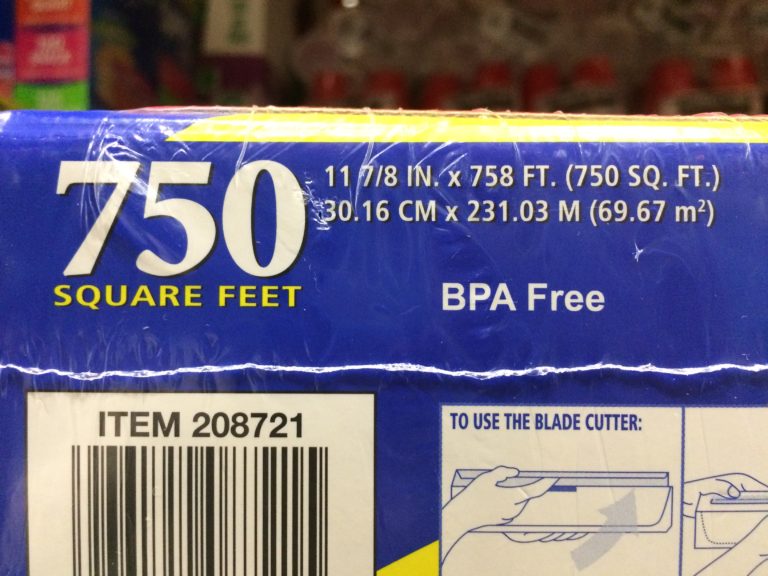 750
SQUARE FEET
11 7/8 IN. x 758 FT. (750 SQ. FT.)
30.16 CM x 231.03 M (69.67 m²)
BPA Free
ITEM 208721
TO USE THE BLADE CUTTER: